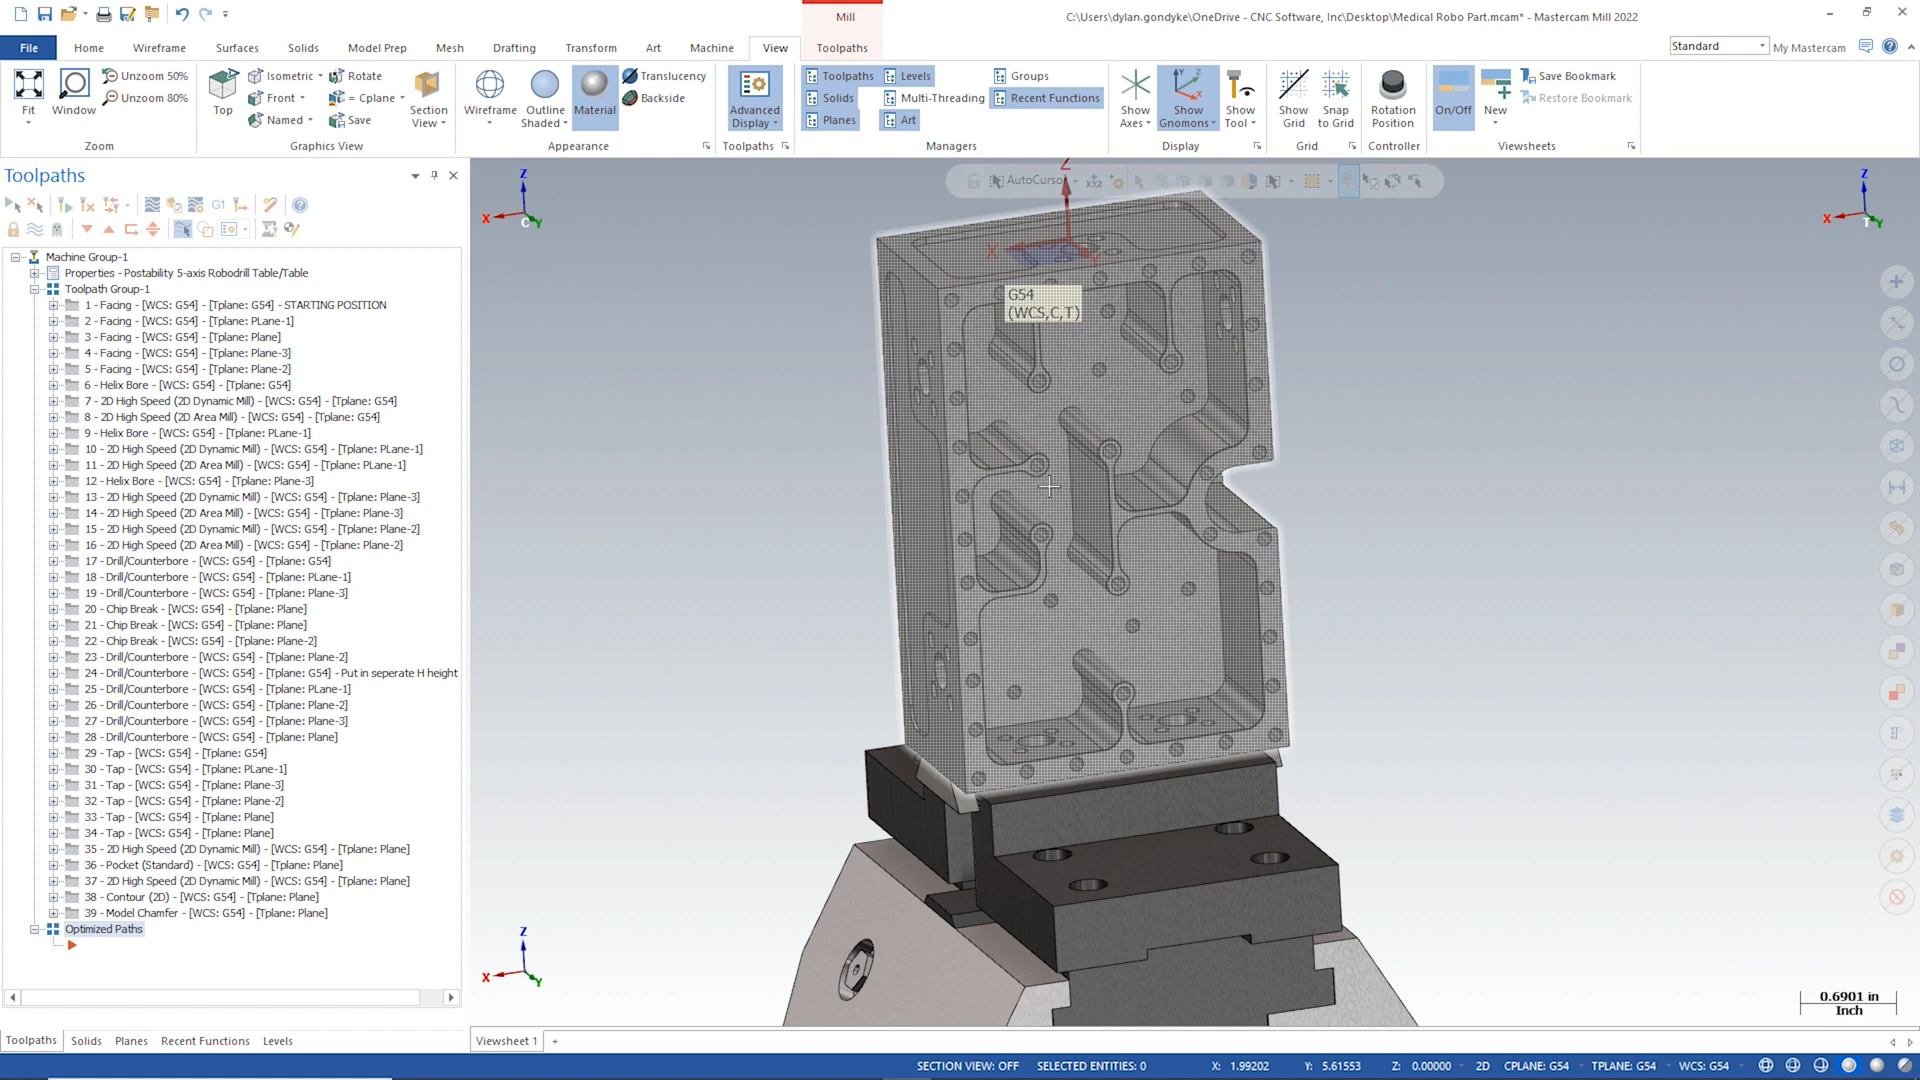 Mill
C:\Users\dylan.gondyke\OneDrive - CNC Software, Inc\Desktop\Medical Robo Part.mcam* - Mastercam Mill 2022
File
Home
Wireframe
Surfaces
Solids
Model Prep
Mesh
Drafting
Transform
Art
Machine
View
Toolpaths
Standard
My Mastercam
Fit
Window
Unzoom 50%
Unzoom 80%
Zoom
Top
Isometric
Front
Named
Rotate
= Cplane
Save
Section
View
Graphics View
Wireframe
Outline
Shaded
Material
Translucency
Backside
Appearance
Advanced
Display
Toolpaths
Toolpaths
Solids
Planes
Levels
Multi-Threading
Art
Groups
Recent Functions
Managers
Show
Axes
Show
Gnomons
Show
Tool
Display
Show
Grid
Snap
to Grid
Grid
Rotation
Position
Controller
On/Off
New
Save Bookmark
Restore Bookmark
Viewsheets
Toolpaths
G1
Machine Group-1
Properties - Postability 5-axis Robodrill Table/Table
Toolpath Group-1
1 - Facing - [WCS: G54] - [Tplane: G54] - STARTING POSITION
2 - Facing - [WCS: G54] - [Tplane: PLane-1]
3 - Facing - [WCS: G54] - [Tplane: Plane]
4 - Facing - [WCS: G54] - [Tplane: Plane-3]
5 - Facing - [WCS: G54] - [Tplane: Plane-2]
6 - Helix Bore - [WCS: G54] - [Tplane: G54]
7 - 2D High Speed (2D Dynamic Mill) - [WCS: G54] - [Tplane: G54]
8 - 2D High Speed (2D Area Mill) - [WCS: G54] - [Tplane: G54]
9 - Helix Bore - [WCS: G54] - [Tplane: PLane-1]
10 - 2D High Speed (2D Dynamic Mill) - [WCS: G54] - [Tplane: PLane-1]
11 - 2D High Speed (2D Area Mill) - [WCS: G54] - [Tplane: PLane-1]
12 - Helix Bore - [WCS: G54] - [Tplane: Plane-3]
13 - 2D High Speed (2D Dynamic Mill) - [WCS: G54] - [Tplane: Plane-3]
14 - 2D High Speed (2D Area Mill) - [WCS: G54] - [Tplane: Plane-3]
15 - 2D High Speed (2D Dynamic Mill) - [WCS: G54] - [Tplane: Plane-2]
16 - 2D High Speed (2D Area Mill) - [WCS: G54] - [Tplane: Plane-2]
17 - Drill/Counterbore - [WCS: G54] - [Tplane: G54]
18 - Drill/Counterbore - [WCS: G54] - [Tplane: PLane-1]
19 - Drill/Counterbore - [WCS: G54] - [Tplane: Plane-3]
20 - Chip Break - [WCS: G54] - [Tplane: Plane]
21 - Chip Break - [WCS: G54] - [Tplane: Plane]
22 - Chip Break - [WCS: G54] - [Tplane: Plane-2]
23 - Drill/Counterbore - [WCS: G54] - [Tplane: Plane-2]
24 - Drill/Counterbore - [WCS: G54] - [Tplane: G54] - Put in seperate H height
25 - Drill/Counterbore - [WCS: G54] - [Tplane: PLane-1]
26 - Drill/Counterbore - [WCS: G54] - [Tplane: Plane-2]
27 - Drill/Counterbore - [WCS: G54] - [Tplane: Plane-3]
28 - Drill/Counterbore - [WCS: G54] - [Tplane: Plane]
29 - Tap - [WCS: G54] - [Tplane: G54]
30 - Tap - [WCS: G54] - [Tplane: PLane-1]
31 - Tap - [WCS: G54] - [Tplane: Plane-3]
32 - Tap - [WCS: G54] - [Tplane: Plane-2]
33 - Tap - [WCS: G54] - [Tplane: Plane]
34 - Tap - [WCS: G54] - [Tplane: Plane]
35 - 2D High Speed (2D Dynamic Mill) - [WCS: G54] - [Tplane: Plane]
36 - Pocket (Standard) - [WCS: G54] - [Tplane: Plane]
37 - 2D High Speed (2D Dynamic Mill) - [WCS: G54] - [Tplane: Plane]
38 - Contour (2D) - [WCS: G54] - [Tplane: Plane]
39 - Model Chamfer - [WCS: G54] - [Tplane: Plane]
Optimized Paths
Toolpaths
Solids
Planes
Recent Functions
Levels
AutoCursor
Z
X
Y
C
Z
X
Y
G54
(WCS,C,T)
Z
X
Y
T
Z
X
Y
0.6901 in
Inch
Viewsheet 1
+
SECTION VIEW: OFF
SELECTED ENTITIES: 0
X: 1.99202
Y: 5.61553
Z: 0.00000
2D
CPLANE: G54
TPLANE: G54
WCS: G54